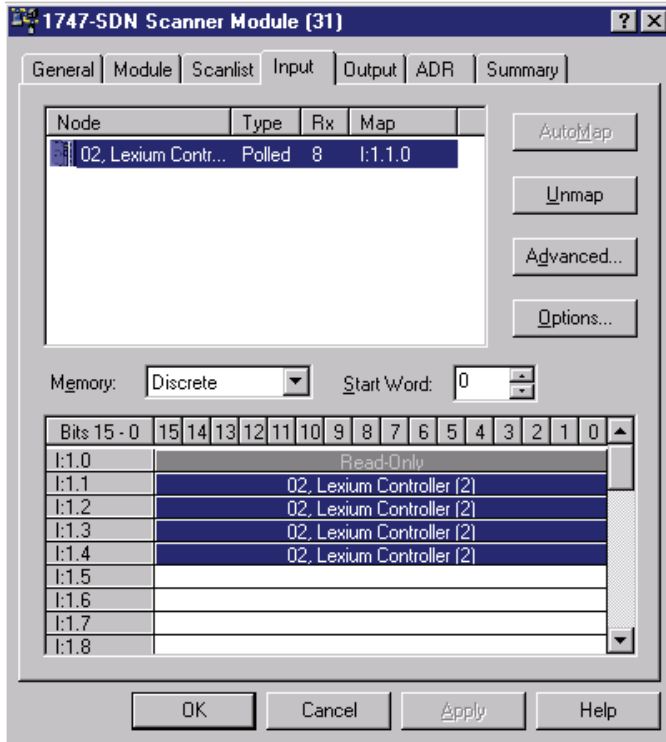 1747-SDN Scanner Module (31)
General Module Scanlist Input Output ADR Summary
Node Type Rx Map
02, Lexium Contr... Polled 8 I:1.1.0
AutoMap
Unmap
Advanced...
Options...
Memory: Discrete Start Word: 0
Bits 15 - 0 15 14 13 12 11 10 9 8 7 6 5 4 3 2 1 0
I:1.0 Read-Only
I:1.1 02, Lexium Controller (2)
I:1.2 02, Lexium Controller (2)
I:1.3 02, Lexium Controller (2)
I:1.4 02, Lexium Controller (2)
I:1.5
I:1.6
I:1.7
I:1.8
OK Cancel Apply Help